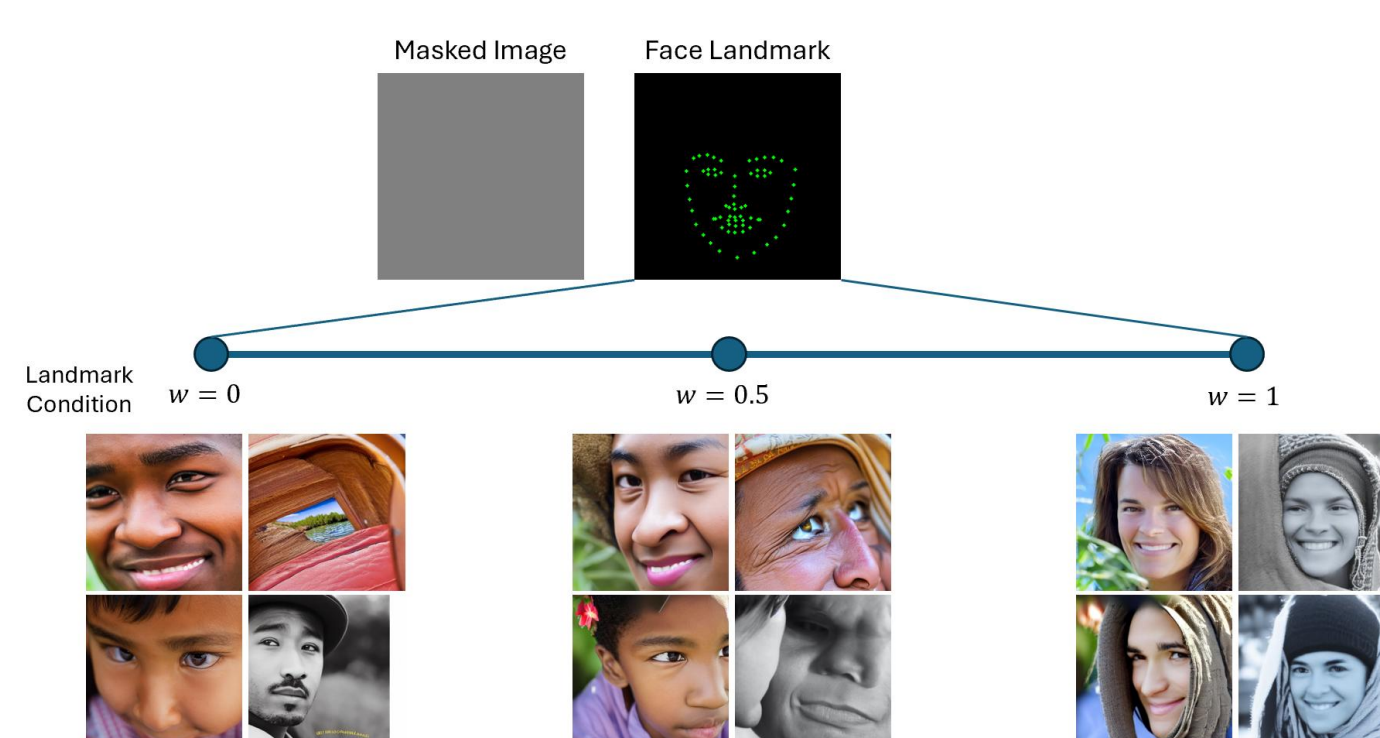 Masked Image
Face Landmark
Landmark
Condition
w = 0
w = 0.5
w = 1